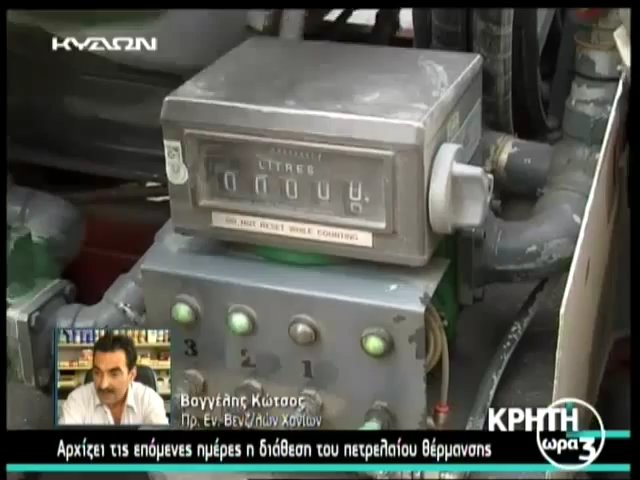 ΚΥΔΩΝ
LITRES
0 0 0 0
DO NOT RESET WHILE COUNTING
3 2 1
Βαγγέλης Κώτσος
Πρ. Εν. Βενζ/λών Χανίων
ΚΡΗΤΗ
ώρα 3
Αρχίζει τις επόμενες ημέρες η διάθεση του πετρελαίου θέρμανσης